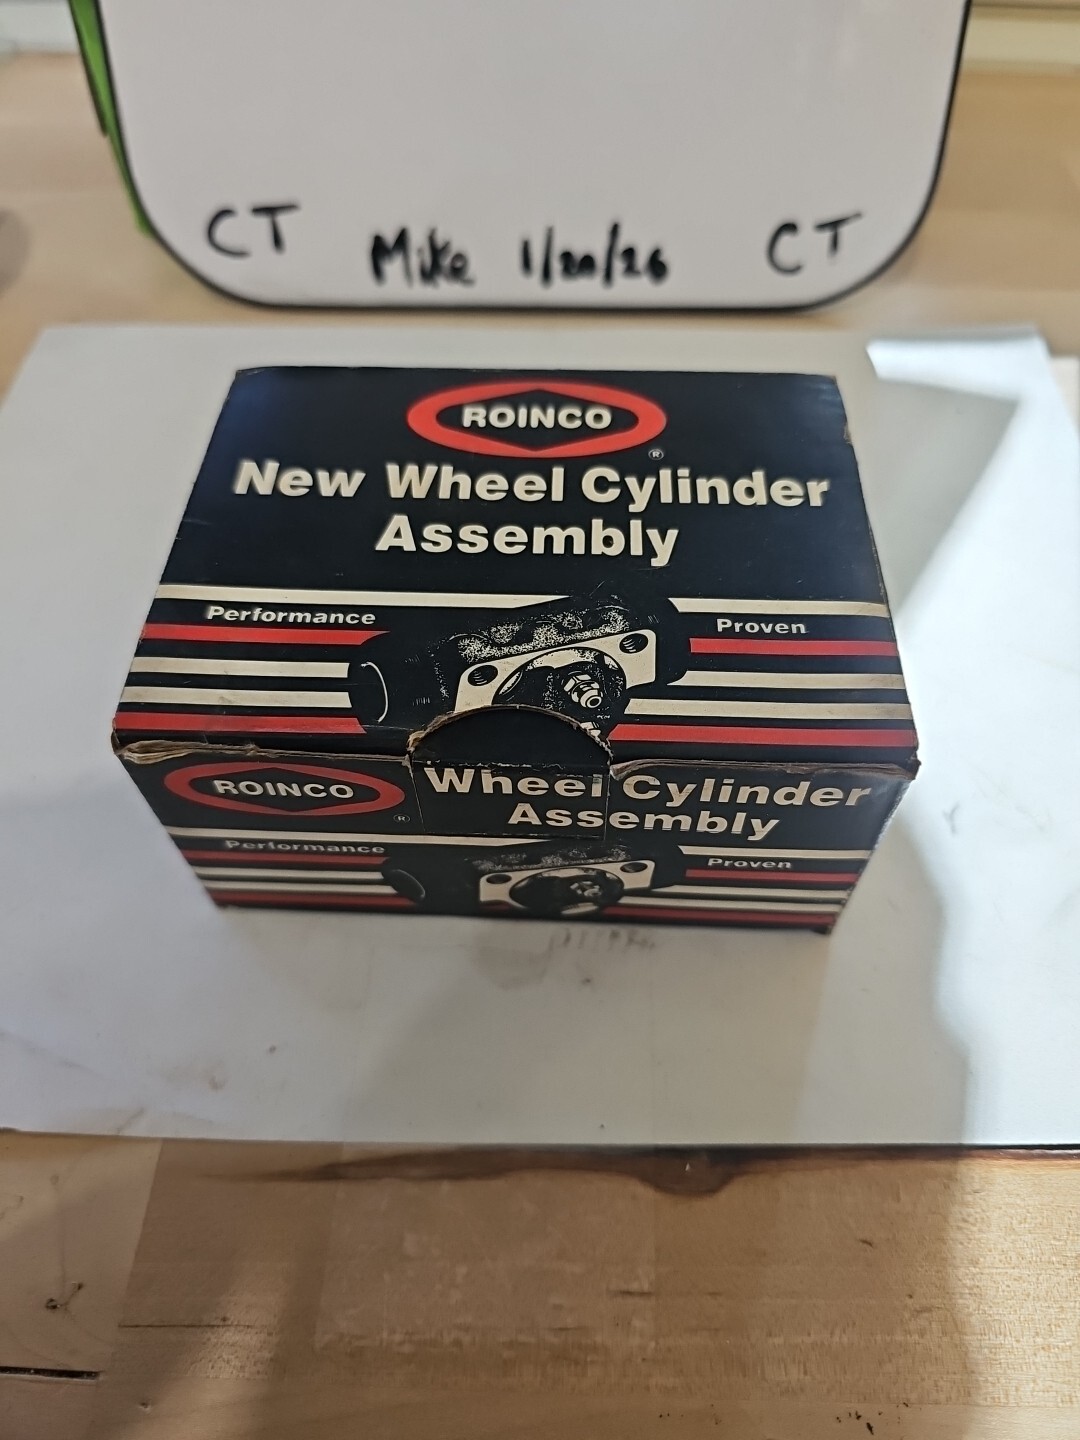 CT Mike 1/20/26 CT
ROINCO
®
New Wheel Cylinder
Assembly
Performance Proven
ROINCO
®
Wheel Cylinder
Assembly
Performance Proven